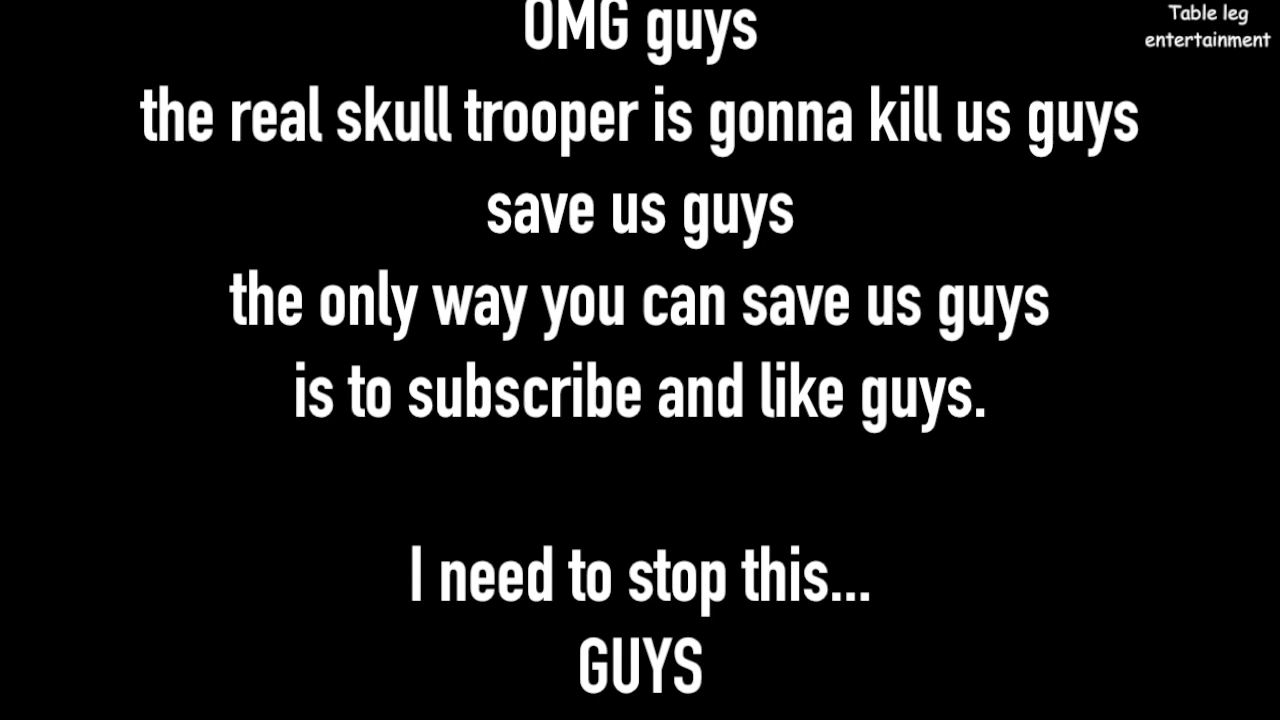 Table leg
entertainment
OMG guys
the real skull trooper is gonna kill us guys
save us guys
the only way you can save us guys
is to subscribe and like guys.
I need to stop this...
GUYS